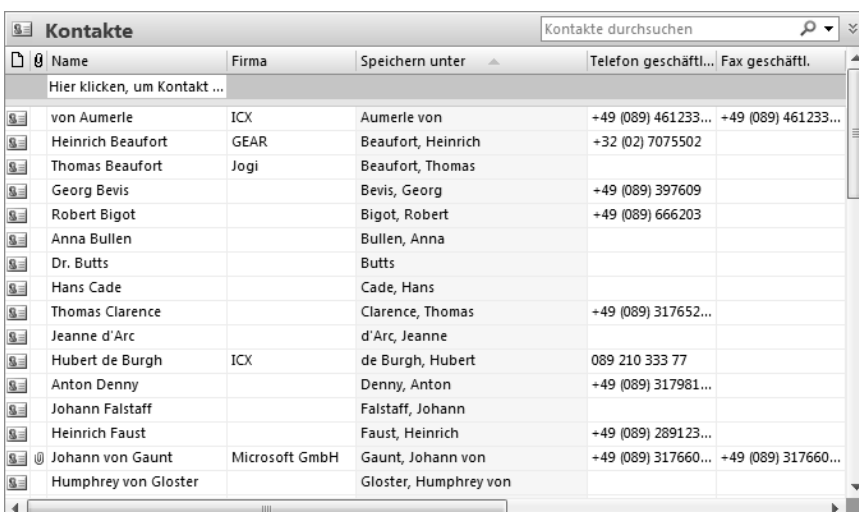 Kontakte Kontakte durchsuchen
Name Firma Speichern unter Telefon geschäftl... Fax geschäftl.
Hier klicken, um Kontakt ...
von Aumerle ICX Aumerle von +49 (089) 461233... +49 (089) 461233...
Heinrich Beaufort GEAR Beaufort, Heinrich +32 (02) 7075502
Thomas Beaufort Jogi Beaufort, Thomas
Georg Bevis Bevis, Georg +49 (089) 397609
Robert Bigot Bigot, Robert +49 (089) 666203
Anna Bullen Bullen, Anna
Dr. Butts Butts
Hans Cade Cade, Hans
Thomas Clarence Clarence, Thomas +49 (089) 317652...
Jeanne d'Arc d'Arc, Jeanne
Hubert de Burgh ICX de Burgh, Hubert 089 210 333 77
Anton Denny Denny, Anton +49 (089) 317981...
Johann Falstaff Falstaff, Johann
Heinrich Faust Faust, Heinrich +49 (089) 289123...
Johann von Gaunt Microsoft GmbH Gaunt, Johann von +49 (089) 317660... +49 (089) 317660...
Humphrey von Gloster Gloster, Humphrey von